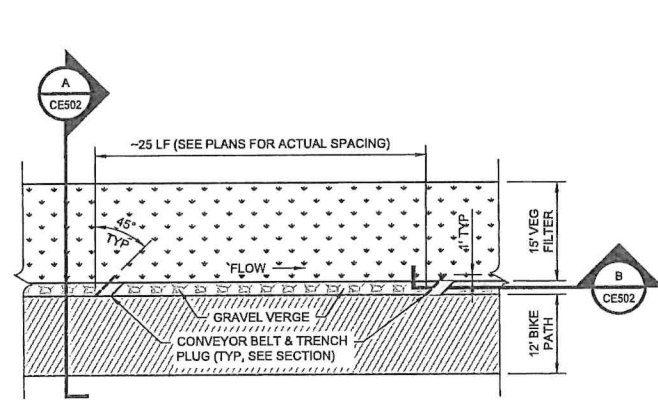 A
CE502
~25 LF (SEE PLANS FOR ACTUAL SPACING)
45°
TYP
4' TYP
15' VEG
FILTER
FLOW
B
CE502
GRAVEL VERGE
CONVEYOR BELT & TRENCH
PLUG (TYP, SEE SECTION)
12' BIKE
PATH